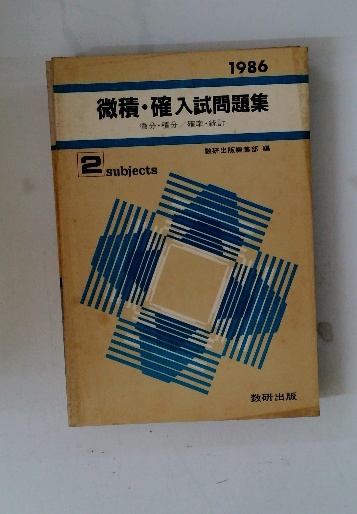 1986
微積・確入試問題集
微分・積分／確率・統計
数研出版編集部 編
2 subjects
数研出版